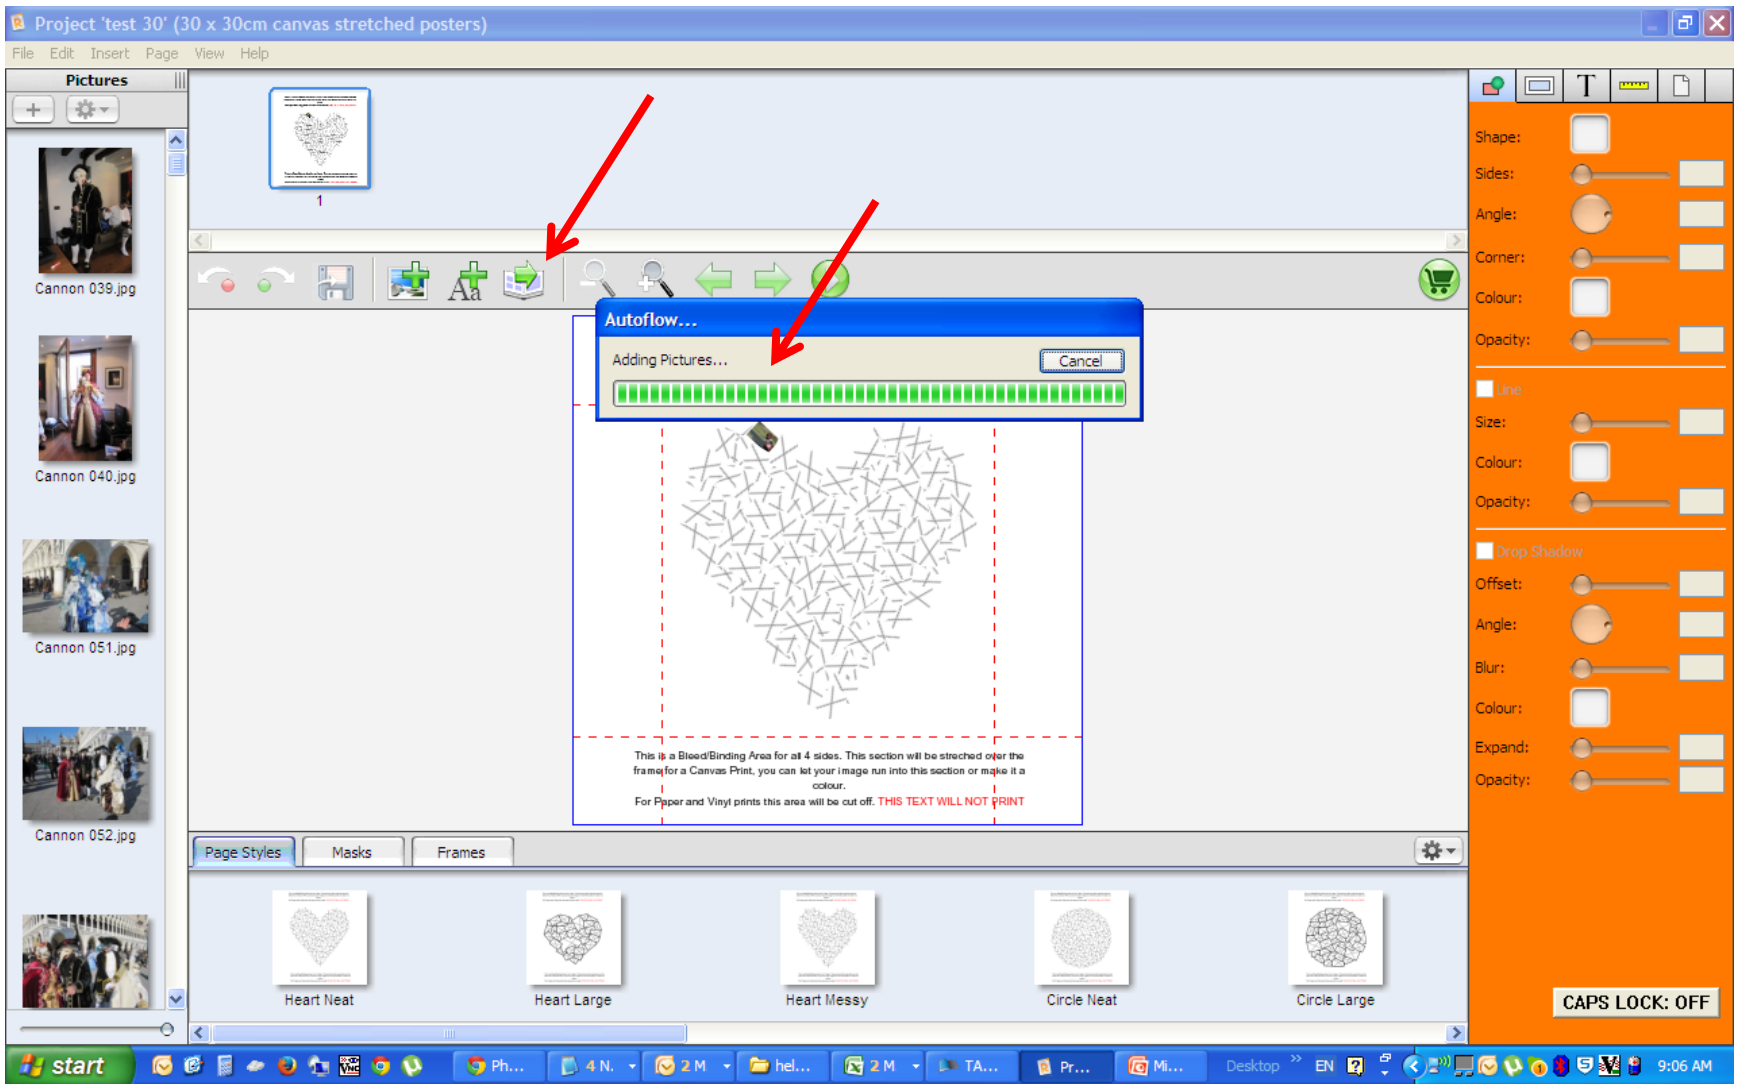 Project 'test 30' (30 x 30cm canvas stretched posters)
File Edit Insert Page View Help
Pictures
Cannon 039.jpg
Cannon 040.jpg
Cannon 051.jpg
Cannon 052.jpg
1
Aa
Autoflow...
Adding Pictures...
Cancel
This is a Bleed/Binding Area for all 4 sides. This section will be streched over the
frame for a Canvas Print, you can let your image run into this section or make it a
colour.
For Paper and Vinyl prints this area will be cut off. THIS TEXT WILL NOT PRINT
Page Styles Masks Frames
Heart Neat Heart Large Heart Messy Circle Neat Circle Large
T
Shape:
Sides:
Angle:
Corner:
Colour:
Opacity:
Line
Size:
Colour:
Opacity:
Drop Shadow
Offset:
Angle:
Blur:
Colour:
Expand:
Opacity:
CAPS LOCK: OFF
start Ph... 4 N. 2 M hel... 2 M TA... Pr... Mi... Desktop » EN 9:06 AM